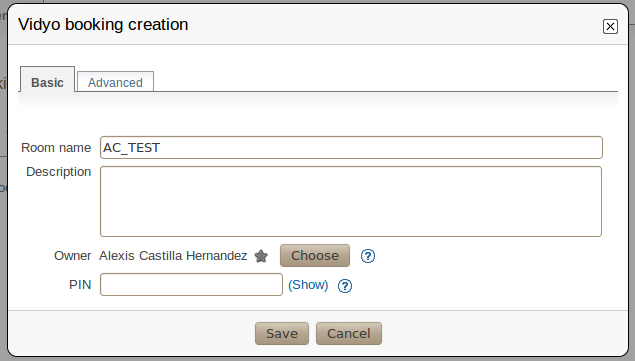 Vidyo booking creation
Basic Advanced
Room name AC_TEST
Description
Owner Alexis Castilla Hernandez Choose ?
PIN (Show) ?
Save Cancel